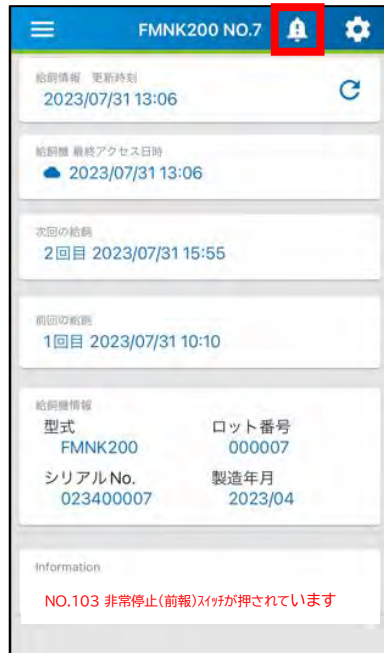 FMNK200 NO.7
給餌情報 更新時刻
2023/07/31 13:06
給餌機 最終アクセス日時
2023/07/31 13:06
次回の給餌
2回目 2023/07/31 15:55
前回の給餌
1回目 2023/07/31 10:10
給餌機情報
型式 ロット番号
FMNK200 000007
シリアルNo. 製造年月
023400007 2023/04
Information
NO.103 非常停止(前報)スイッチが押されています